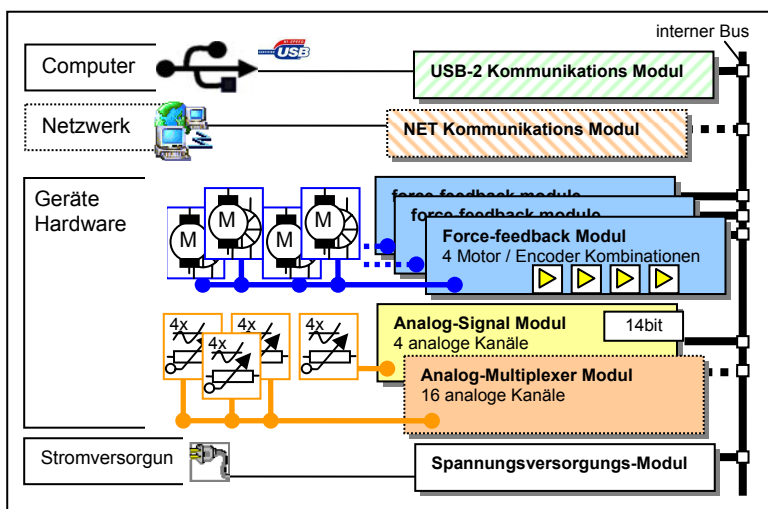 interner Bus
Computer
USB
USB-2 Kommunikations Modul
Netzwerk
NET Kommunikations Modul
Geräte
Hardware
M
M
M
M
force-feedback module
force-feedback module
Force-feedback Modul
4 Motor / Encoder Kombinationen
4x
4x
4x
4x
Analog-Signal Modul
14bit
4 analoge Kanäle
Analog-Multiplexer Modul
16 analoge Kanäle
Stromversorgun
Spannungsversorgungs-Modul